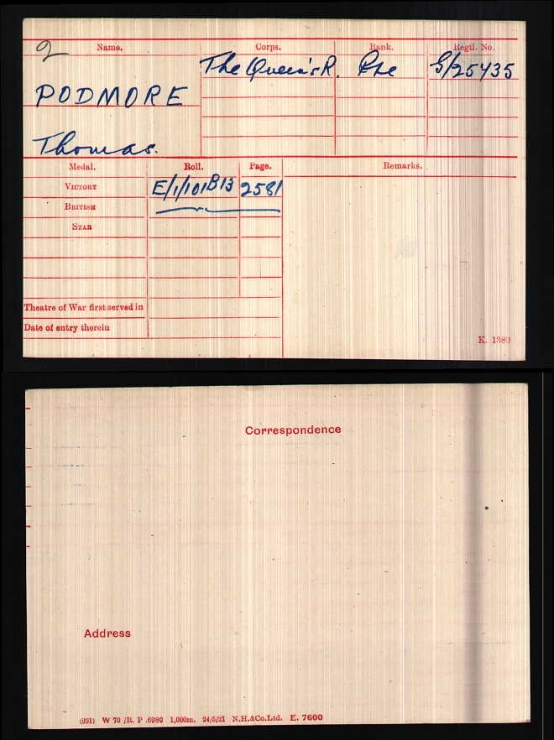 2
Name. Corps. Rank. Regtl. No.
The Queen's R. Pte G/25435
PODMORE
Thomas.
Medal. Roll. Page. Remarks.
VICTORY E/1/101B13 2581
BRITISH
STAR
Theatre of War first served in
Date of entry therein
K. 1380
Correspondence
Address
W 70 /H. P .6980 1,000m. 24/5/21 N.H.&Co.Ltd. E. 7600